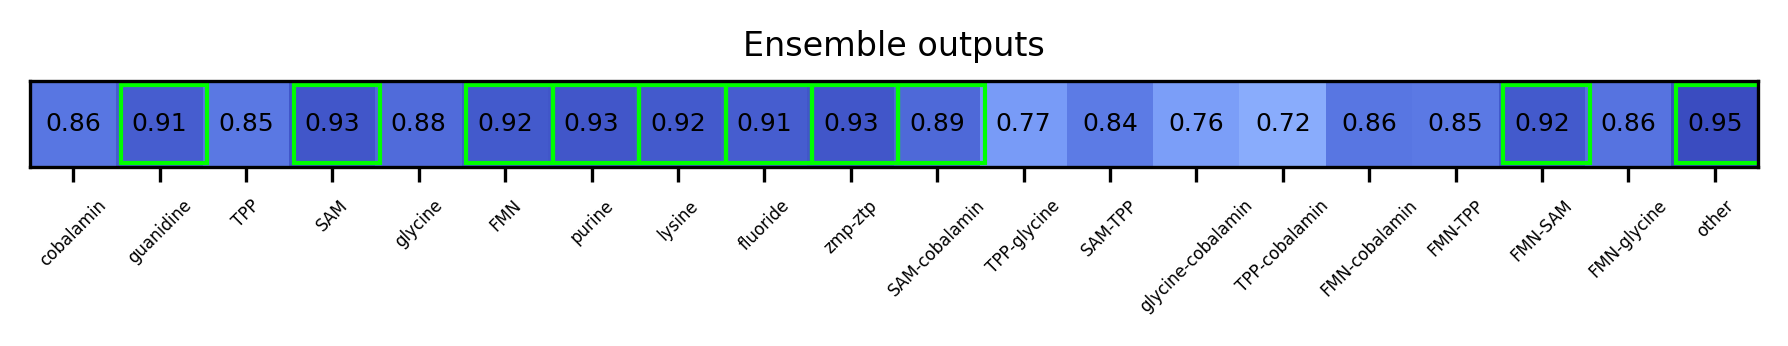 Ensemble outputs
0.86 0.91 0.85 0.93 0.88 0.92 0.93 0.92 0.91 0.93 0.89 0.77 0.84 0.76 0.72 0.86 0.85 0.92 0.86 0.95
cobalamin guanidine TPP SAM glycine FMN purine lysine fluoride zmp-ztp SAM-cobalamin TPP-glycine SAM-TPP glycine-cobalamin TPP-cobalamin FMN-cobalamin FMN-TPP FMN-SAM FMN-glycine other